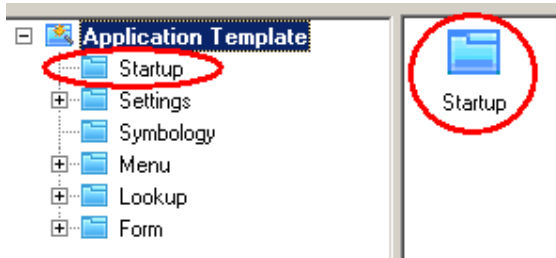 Application Template
Startup
Settings
Symbology
Menu
Lookup
Form
Startup